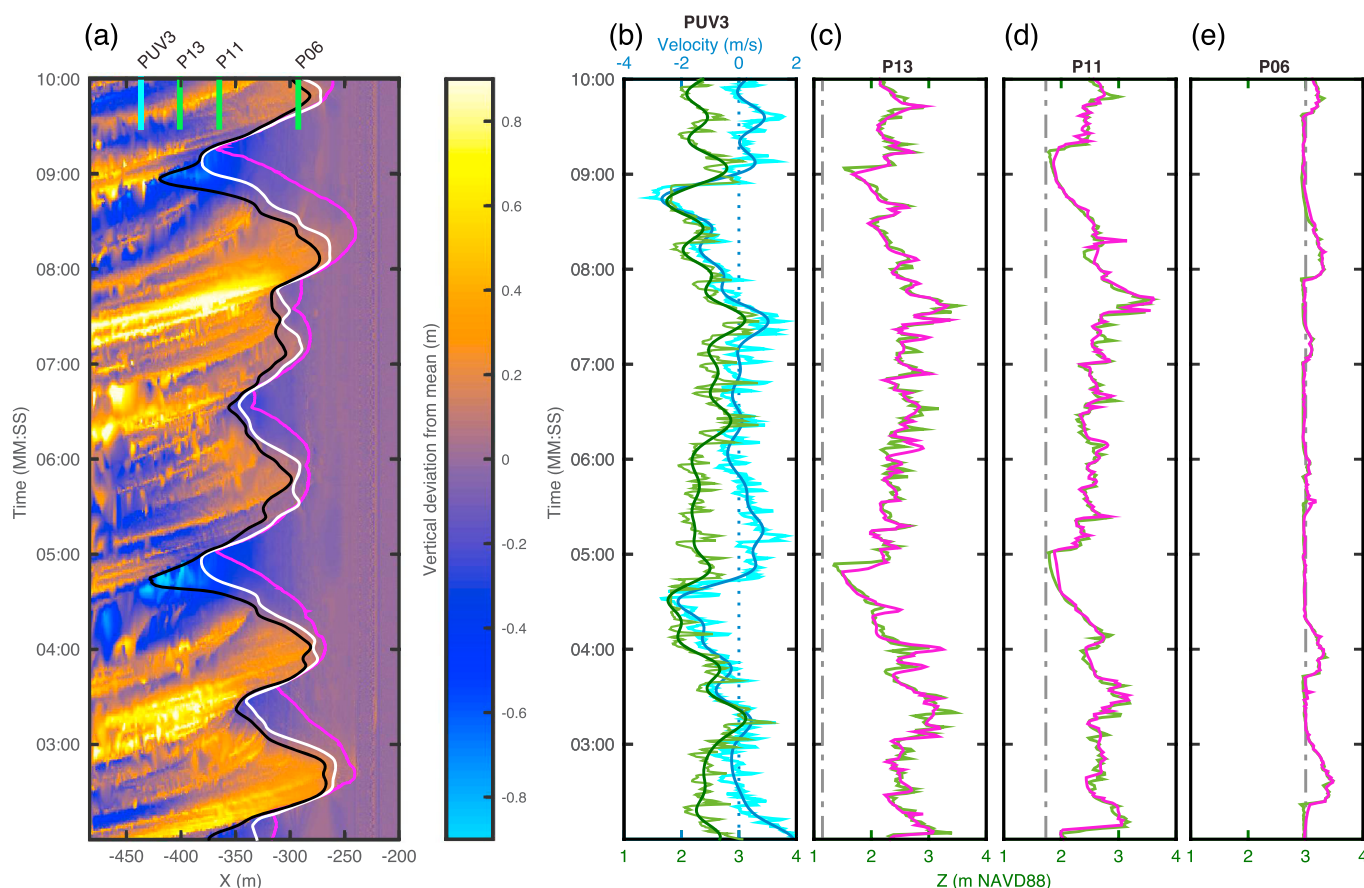 (a)
PUV3
P13
P11
P06
10:00
09:00
08:00
07:00
06:00
05:00
04:00
03:00
Time (MM:SS)
-450 -400 -350 -300 -250 -200
X (m)
Vertical deviation from mean (m)
0.8
0.6
0.4
0.2
0
-0.2
-0.4
-0.6
-0.8
(b)
PUV3
Velocity (m/s)
-4 -2 0 2
Time (MM:SS)
10:00
09:00
08:00
07:00
06:00
05:00
04:00
03:00
1 2 3 4
(c)
P13
1 2 3 4
(d)
P11
1 2 3 4
(e)
P06
1 2 3 4
Z (m NAVD88)